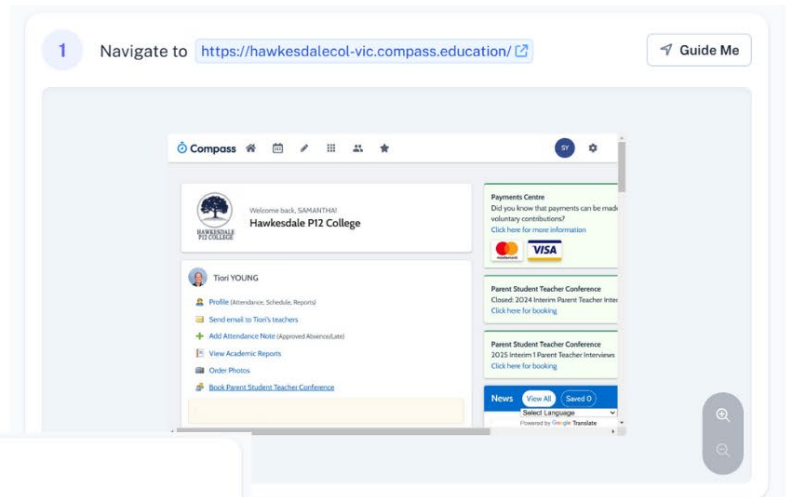 1 Navigate to https://hawkesdalecol-vic.compass.education/ Guide Me
Compass SY
HAWKESDALE
P12 COLLEGE
Welcome back, SAMANTHA!
Hawkesdale P12 College
Tiori YOUNG
Profile (Attendance, Schedule, Reports)
Send email to Tiori's teachers
Add Attendance Note (Approved Absence/Late)
View Academic Reports
Order Photos
Book Parent Student Teacher Conference
Payments Centre
Did you know that payments can be made
voluntary contributions?
Click here for more information
mastercard VISA
Parent Student Teacher Conference
Closed: 2024 Interim Parent Teacher Inter
Click here for booking
Parent Student Teacher Conference
2025 Interim 1 Parent Teacher Interviews
Click here for booking
News View All Saved 0
Select Language
Powered by Google Translate